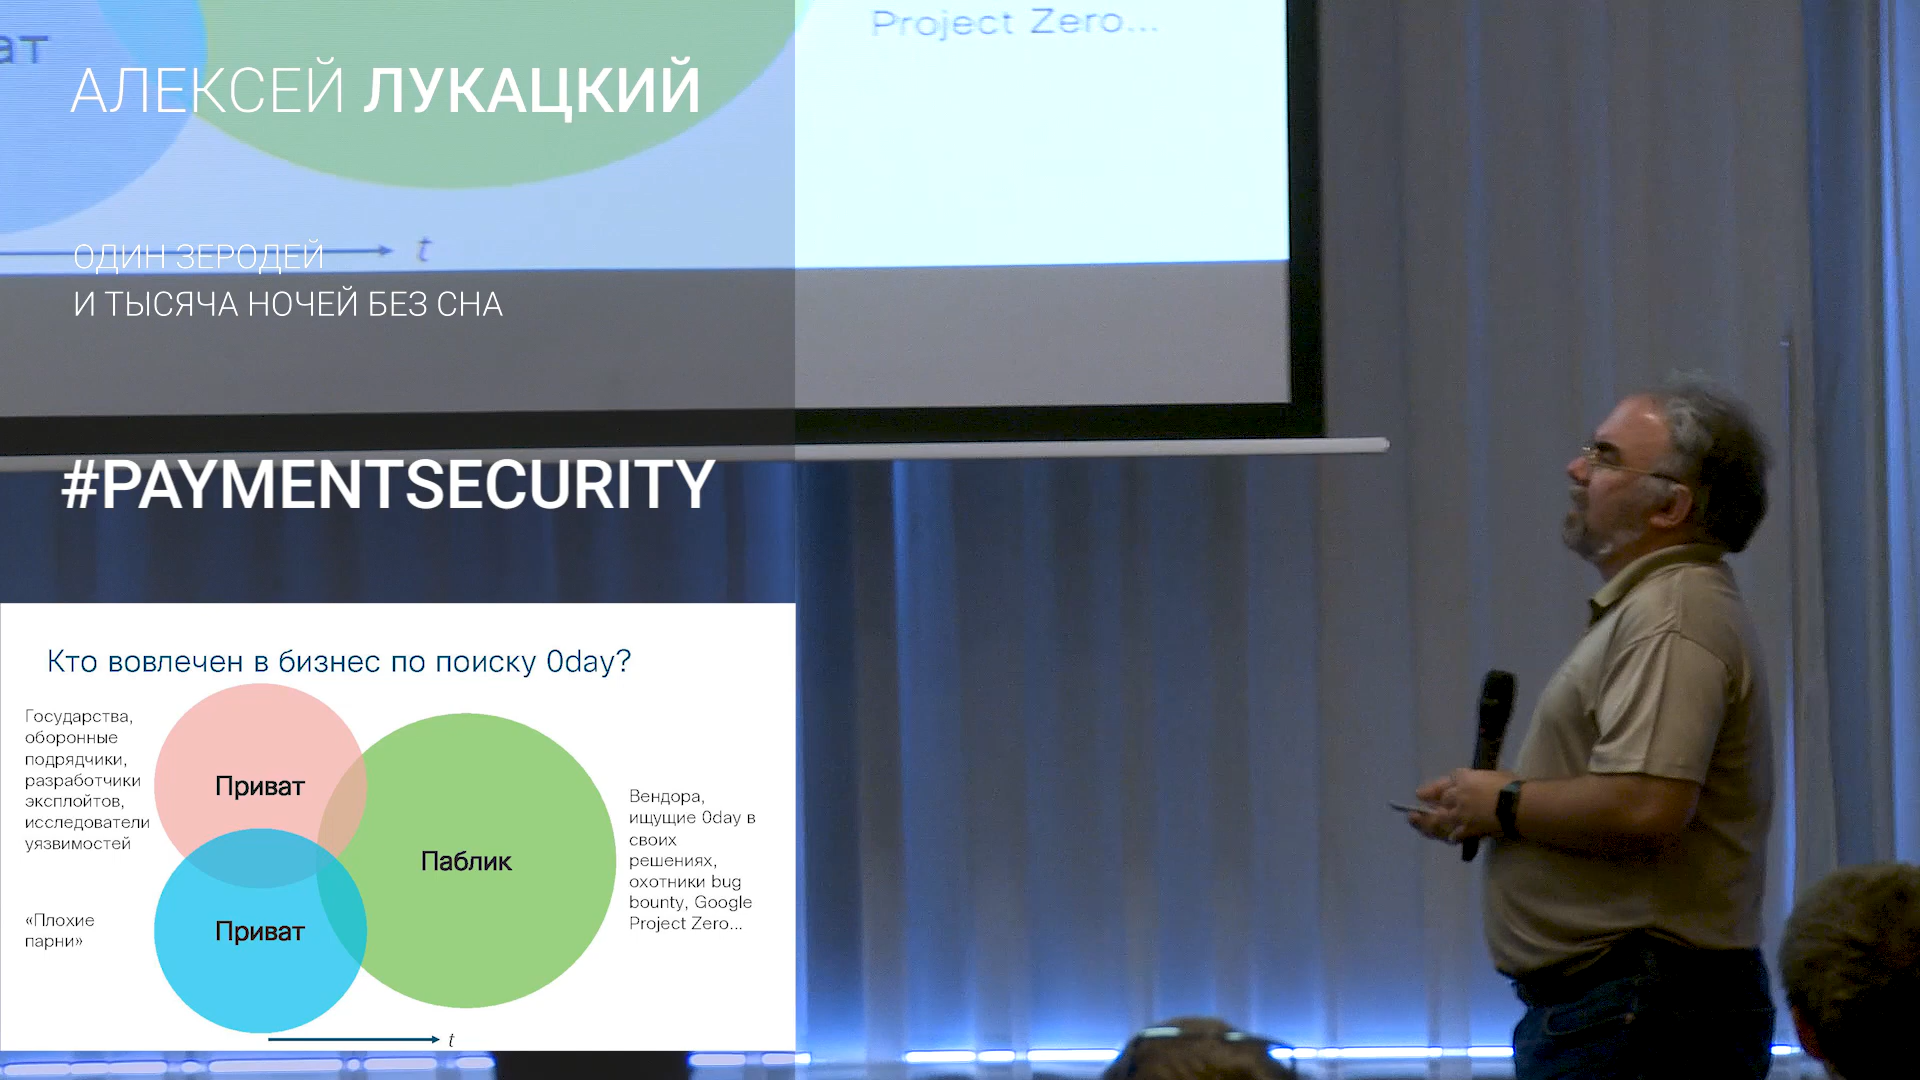 Project Zero...
ат
АЛЕКСЕЙ ЛУКАЦКИЙ
t
ОДИН ЗЕРОДЕЙ
И ТЫСЯЧА НОЧЕЙ БЕЗ СНА
#PAYMENTSECURITY
Кто вовлечен в бизнес по поиску 0day?
Государства,
оборонные
подрядчики,
разработчики
эксплойтов,
исследователи
уязвимостей
«Плохие
парни»
Приват
Приват
Паблик
Вендора,
ищущие 0day в
своих
решениях,
охотники bug
bounty, Google
Project Zero...
t